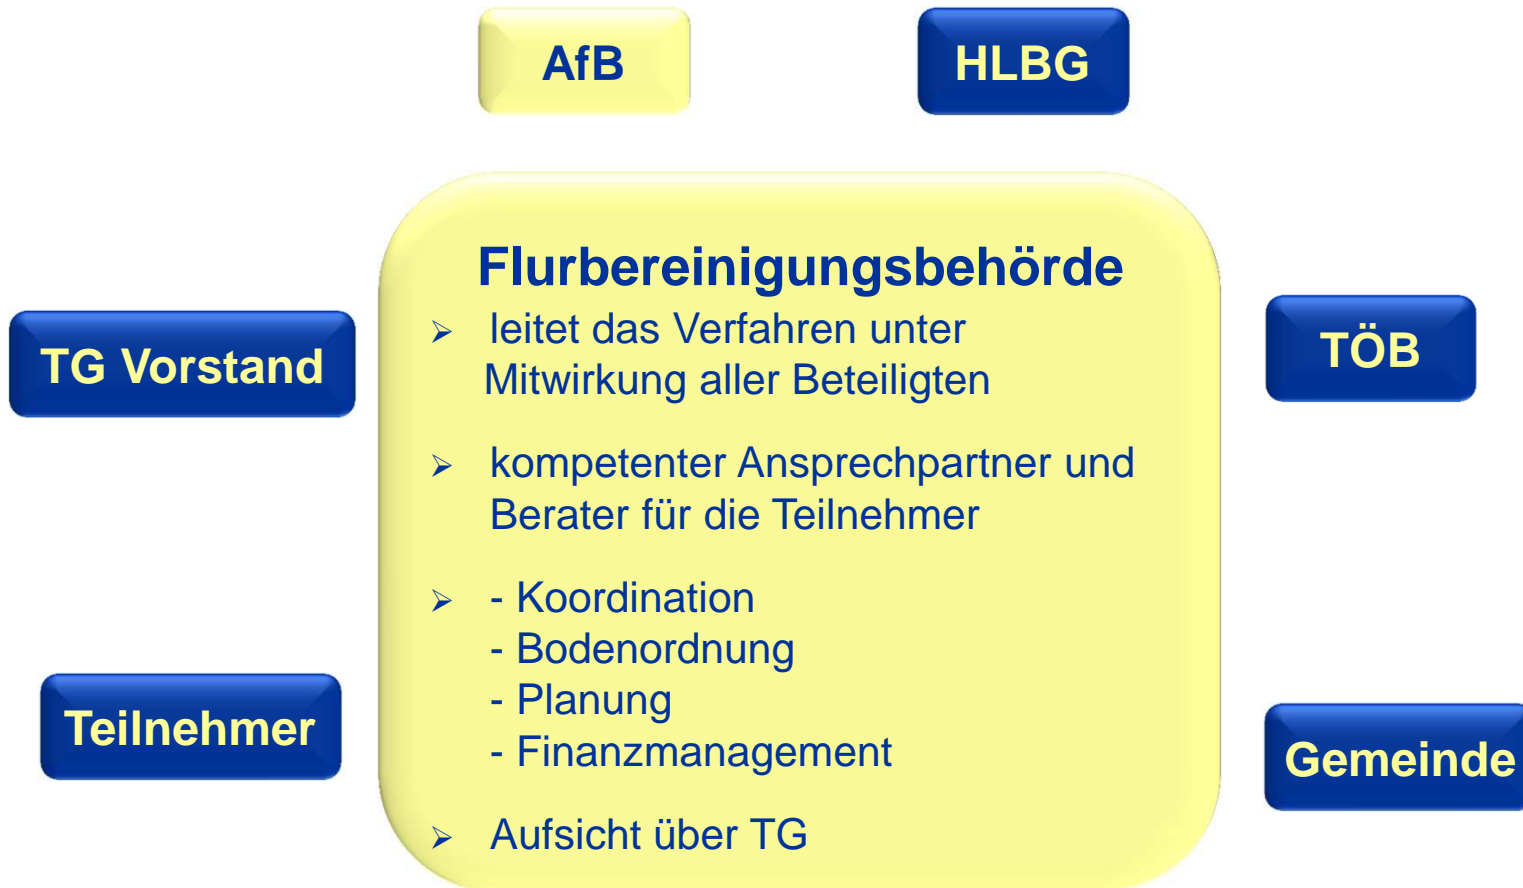 AfB
HLBG
Flurbereinigungsbehörde
➢ leitet das Verfahren unter
Mitwirkung aller Beteiligten
➢ kompetenter Ansprechpartner und
Berater für die Teilnehmer
➢ - Koordination
- Bodenordnung
- Planung
- Finanzmanagement
➢ Aufsicht über TG
TG Vorstand
Teilnehmer
TÖB
Gemeinde